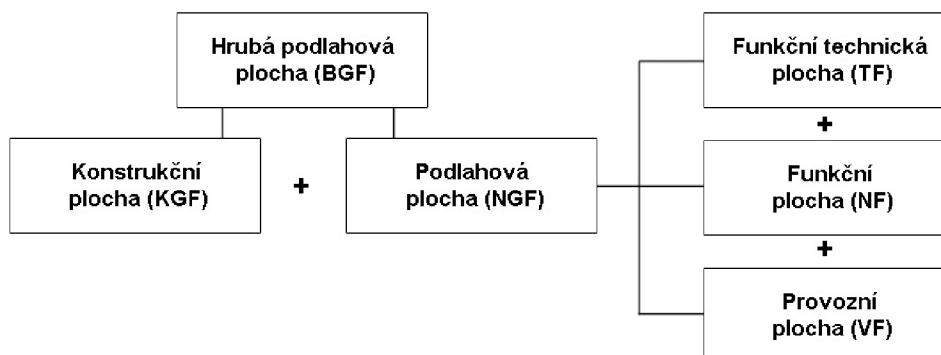 Hrubá podlahová
plocha (BGF)
Konstrukční
plocha (KGF)
+
Podlahová
plocha (NGF)
Funkční technická
plocha (TF)
+
Funkční
plocha (NF)
+
Provozní
plocha (VF)